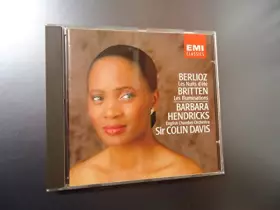 EMI
CLASSICS
BERLIOZ
Les Nuits d'été
BRITTEN
Les Illuminations
BARBARA
HENDRICKS
English Chamber Orchestra
Sir COLIN DAVIS